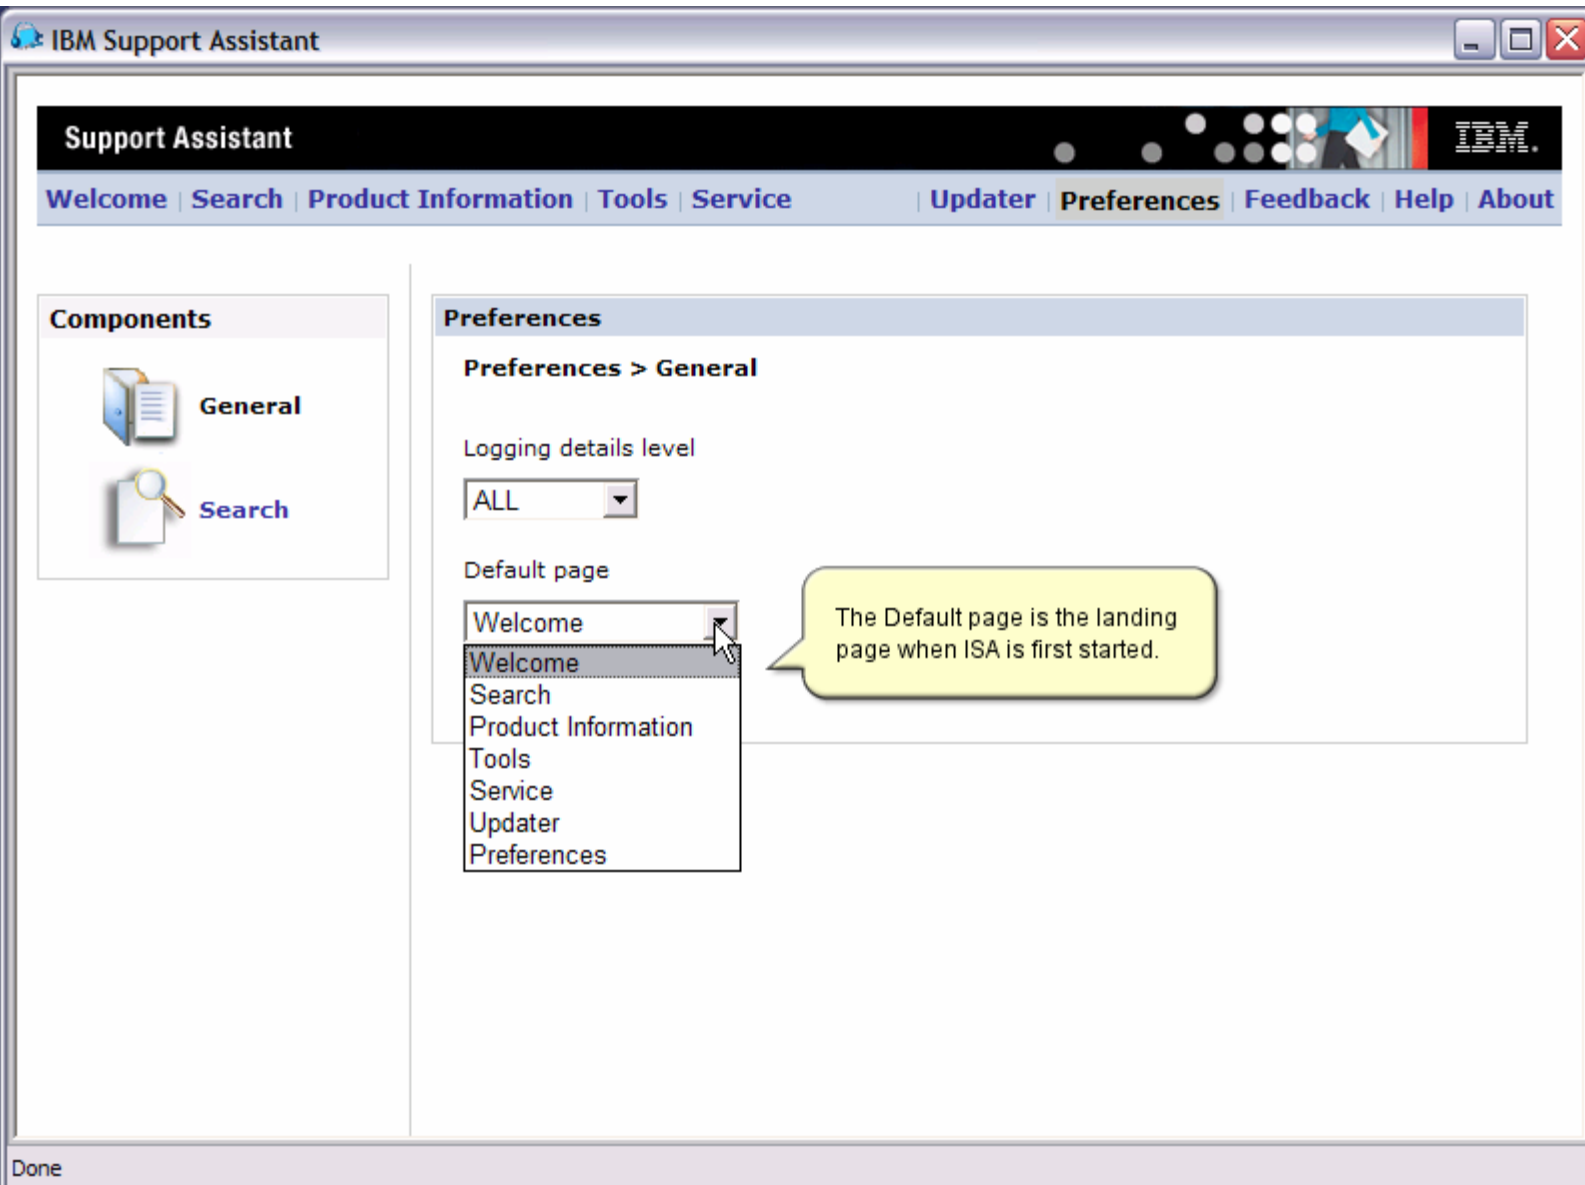 IBM Support Assistant
Support Assistant
IBM.
Welcome | Search | Product Information | Tools | Service | Updater | Preferences | Feedback | Help | About
Components
General
Search
Preferences
Preferences > General
Logging details level
ALL
Default page
Welcome
Welcome
Search
Product Information
Tools
Service
Updater
Preferences
The Default page is the landing
page when ISA is first started.
Done